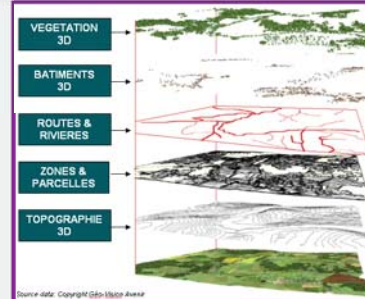 VEGETATION
3D
BATIMENTS
3D
ROUTES &
RIVIERES
ZONES &
PARCELLES
TOPOGRAPHIE
3D
Source data: Copyright Géo-Vision Avenir